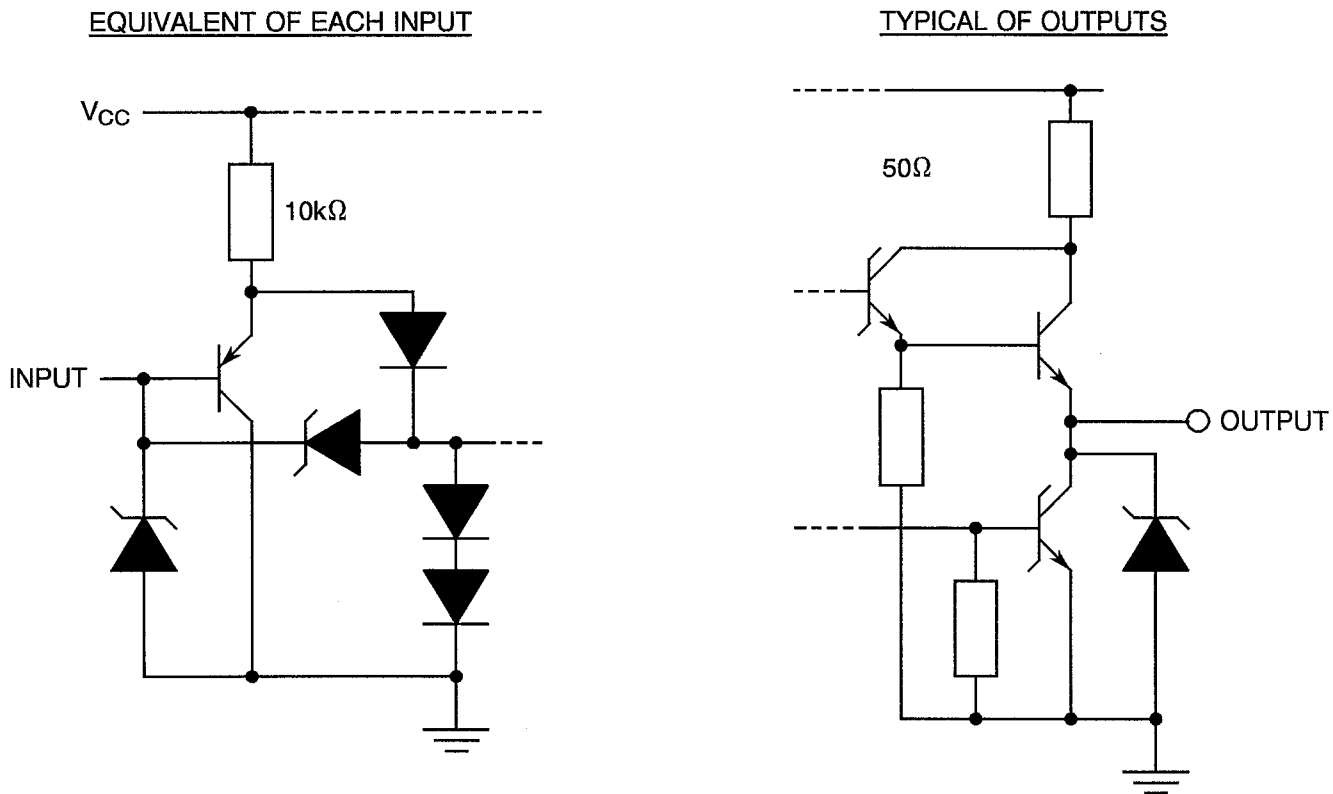 EQUIVALENT OF EACH INPUT
TYPICAL OF OUTPUTS
VCC
50Ω
10kΩ
INPUT
OUTPUT